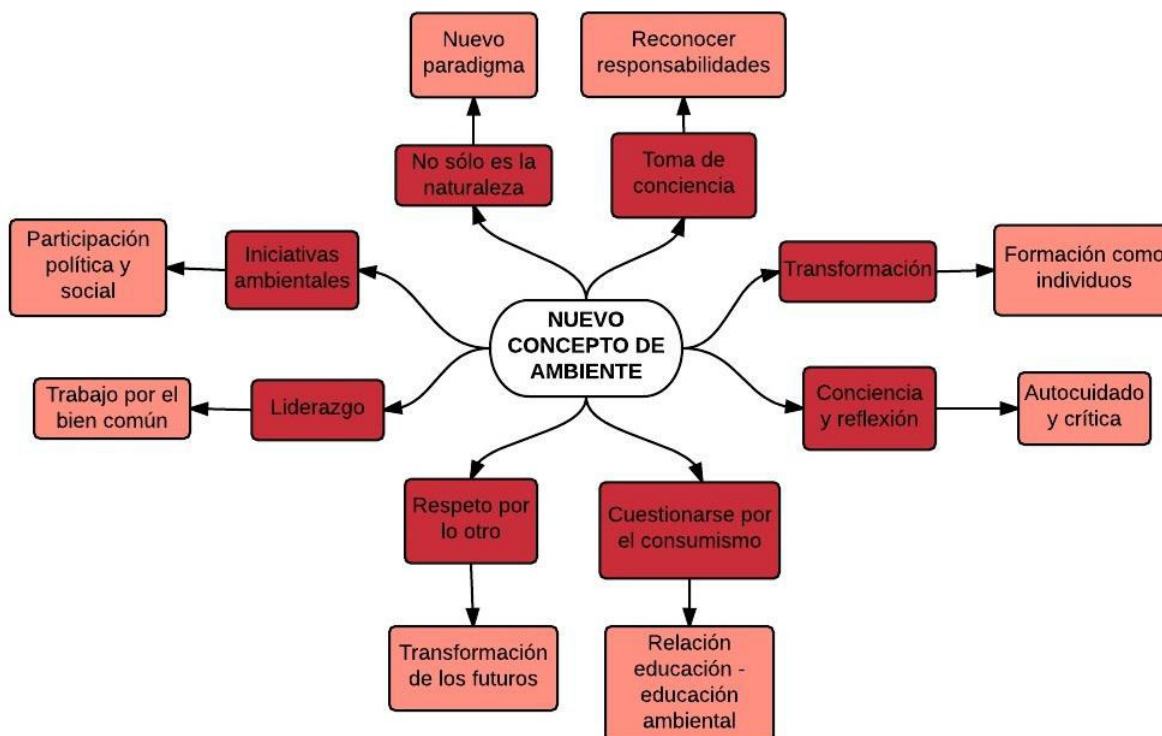 Nuevo
paradigma
Reconocer
responsabilidades
No sólo es la
naturaleza
Toma de
conciencia
Participación
política y
social
Iniciativas
ambientales
Transformación
Formación como
individuos
NUEVO
CONCEPTO DE
AMBIENTE
Trabajo por el
bien común
Liderazgo
Conciencia
y reflexión
Autocuidado
y crítica
Respeto por
lo otro
Cuestionarse por
el consumismo
Transformación
de los futuros
Relación
educación -
educación
ambiental